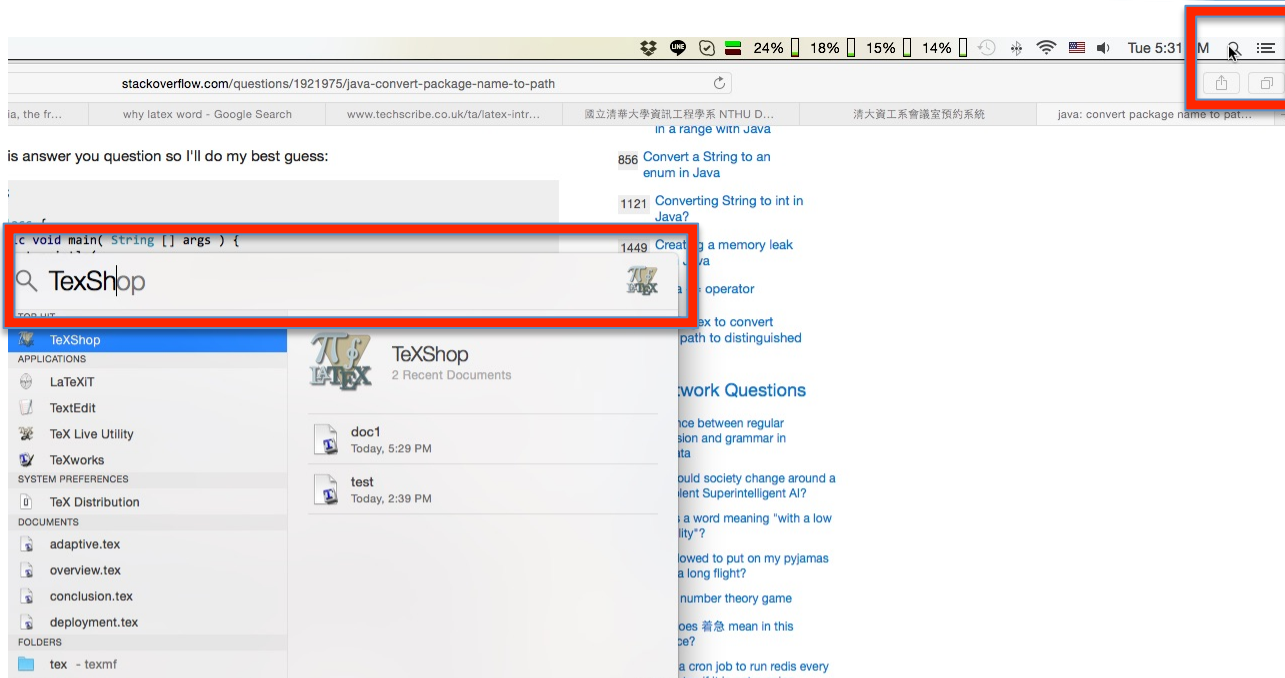 24% 18% 15% 14% Tue 5:31 M
stackoverflow.com/questions/1921975/java-convert-package-name-to-path
ia, the fr... why latex word - Google Search www.techscribe.co.uk/ta/latex-intr... 國立清華大學資訊工程學系 NTHU D... 清大資工系會議室預約系統 java: convert package name to pat...
is answer you question so I'll do my best guess:
ic void main( String [] args ) {
TexShop
TOP HIT
TeXShop
APPLICATIONS
LaTeXiT
TextEdit
TeX Live Utility
TeXworks
SYSTEM PREFERENCES
TeX Distribution
DOCUMENTS
adaptive.tex
overview.tex
conclusion.tex
deployment.tex
FOLDERS
tex - texmf
TeXShop
2 Recent Documents
doc1
Today, 5:29 PM
test
Today, 2:39 PM
in a range with Java
856 Convert a String to an
enum in Java
1121 Converting String to int in
Java?
1449 Creating a memory leak
va
operator
ex to convert
path to distinguished
work Questions
nce between regular
sion and grammar in
ata
ould society change around a
lent Superintelligent AI?
s a word meaning "with a low
lity"?
lowed to put on my pyjamas
a long flight?
number theory game
oes 着急 mean in this
ce?
a cron job to run redis every